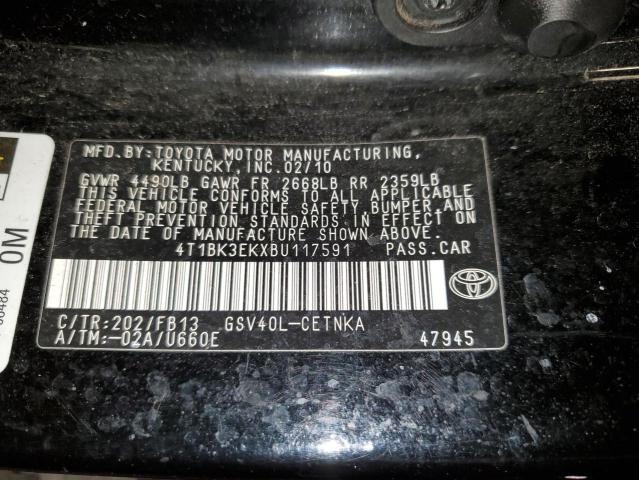 MFD.BY:TOYOTA MOTOR MANUFACTURING,
KENTUCKY,INC.02/10
GVWR 4490LB GAWR FR 2668LB RR 2359LB
THIS VEHICLE CONFORMS TO ALL APPLICABLE
FEDERAL MOTOR VEHICLE SAFETY,BUMPER,AND
THEFT PREVENTION STANDARDS IN EFFECT ON
THE DATE OF MANUFACTURE SHOWN ABOVE.
4T1BK3EKXBU117591 PASS.CAR
C/TR:202/FB13 GSV40L-CETNKA
A/TM:-02A/U660E 47945
OM
00484